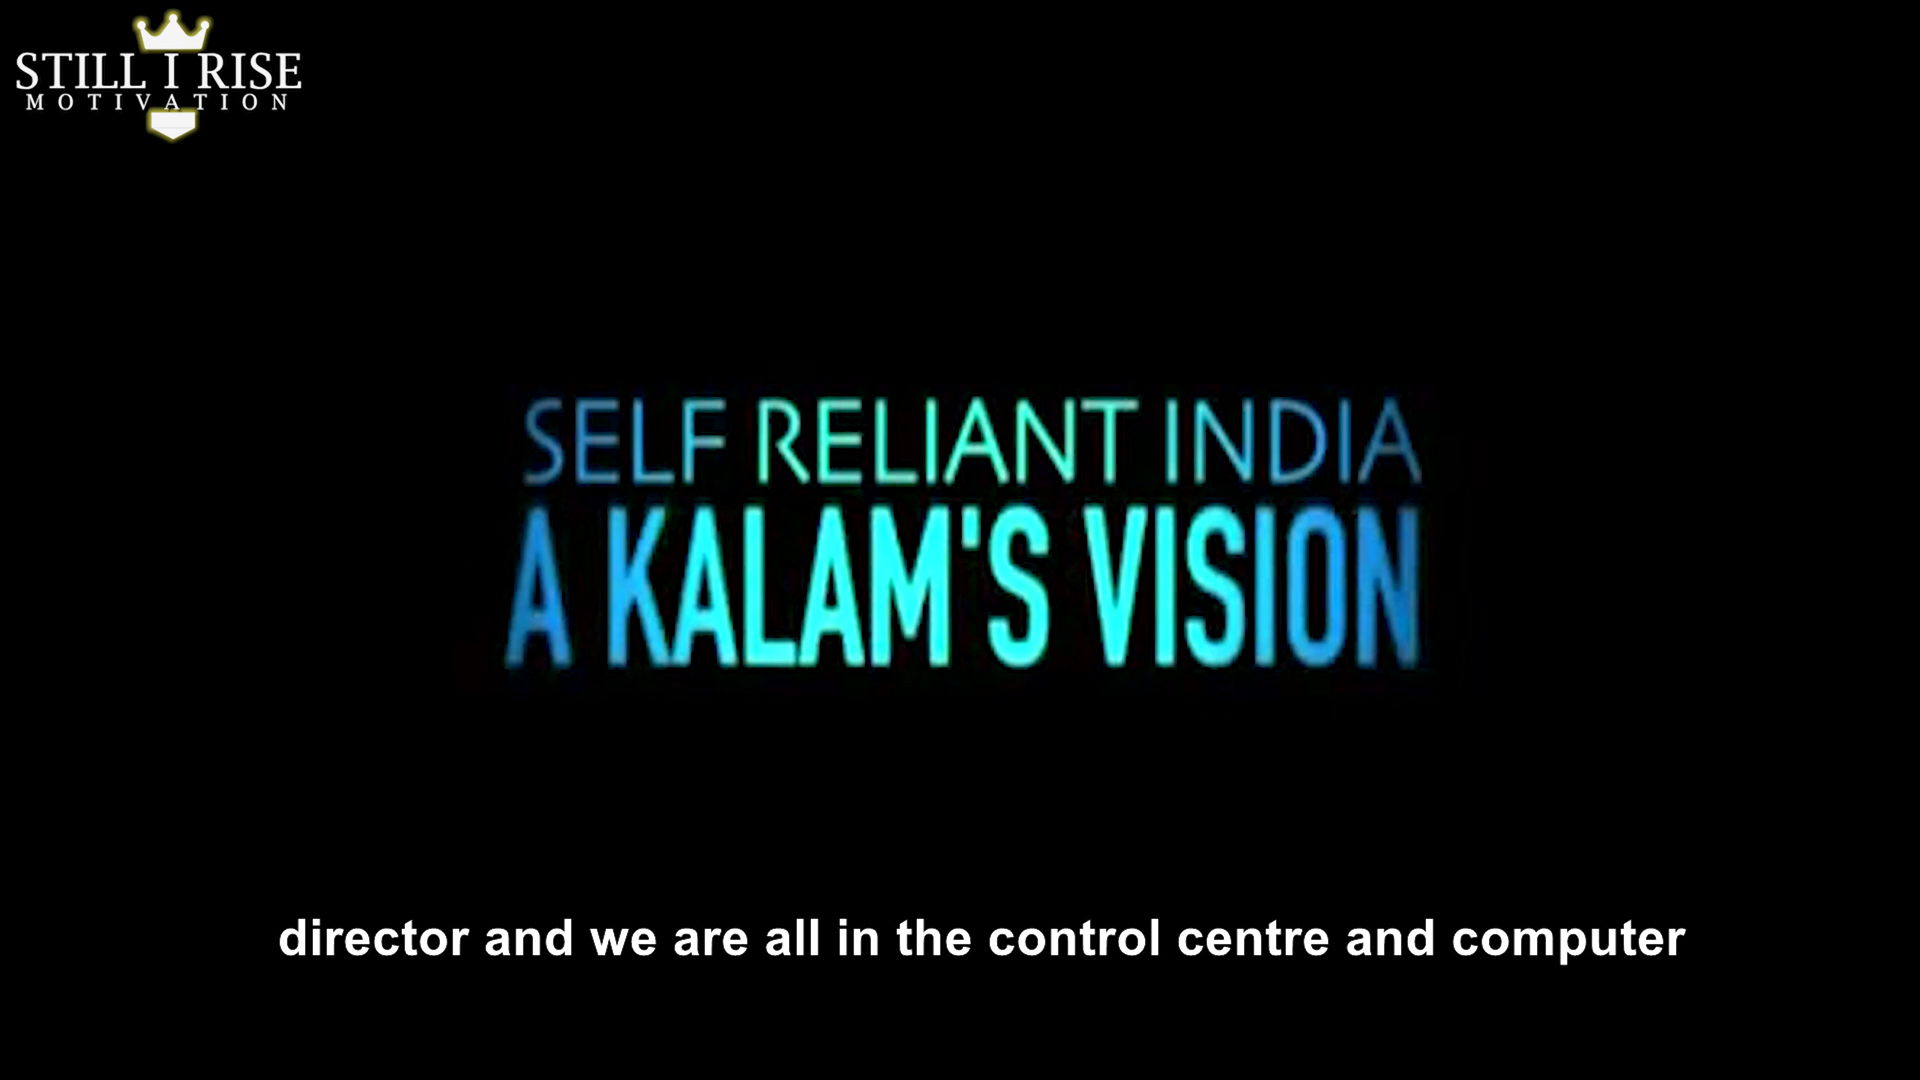 STILL I RISE
MOTIVATION
SELF RELIANT INDIA
A KALAM'S VISION
director and we are all in the control centre and computer